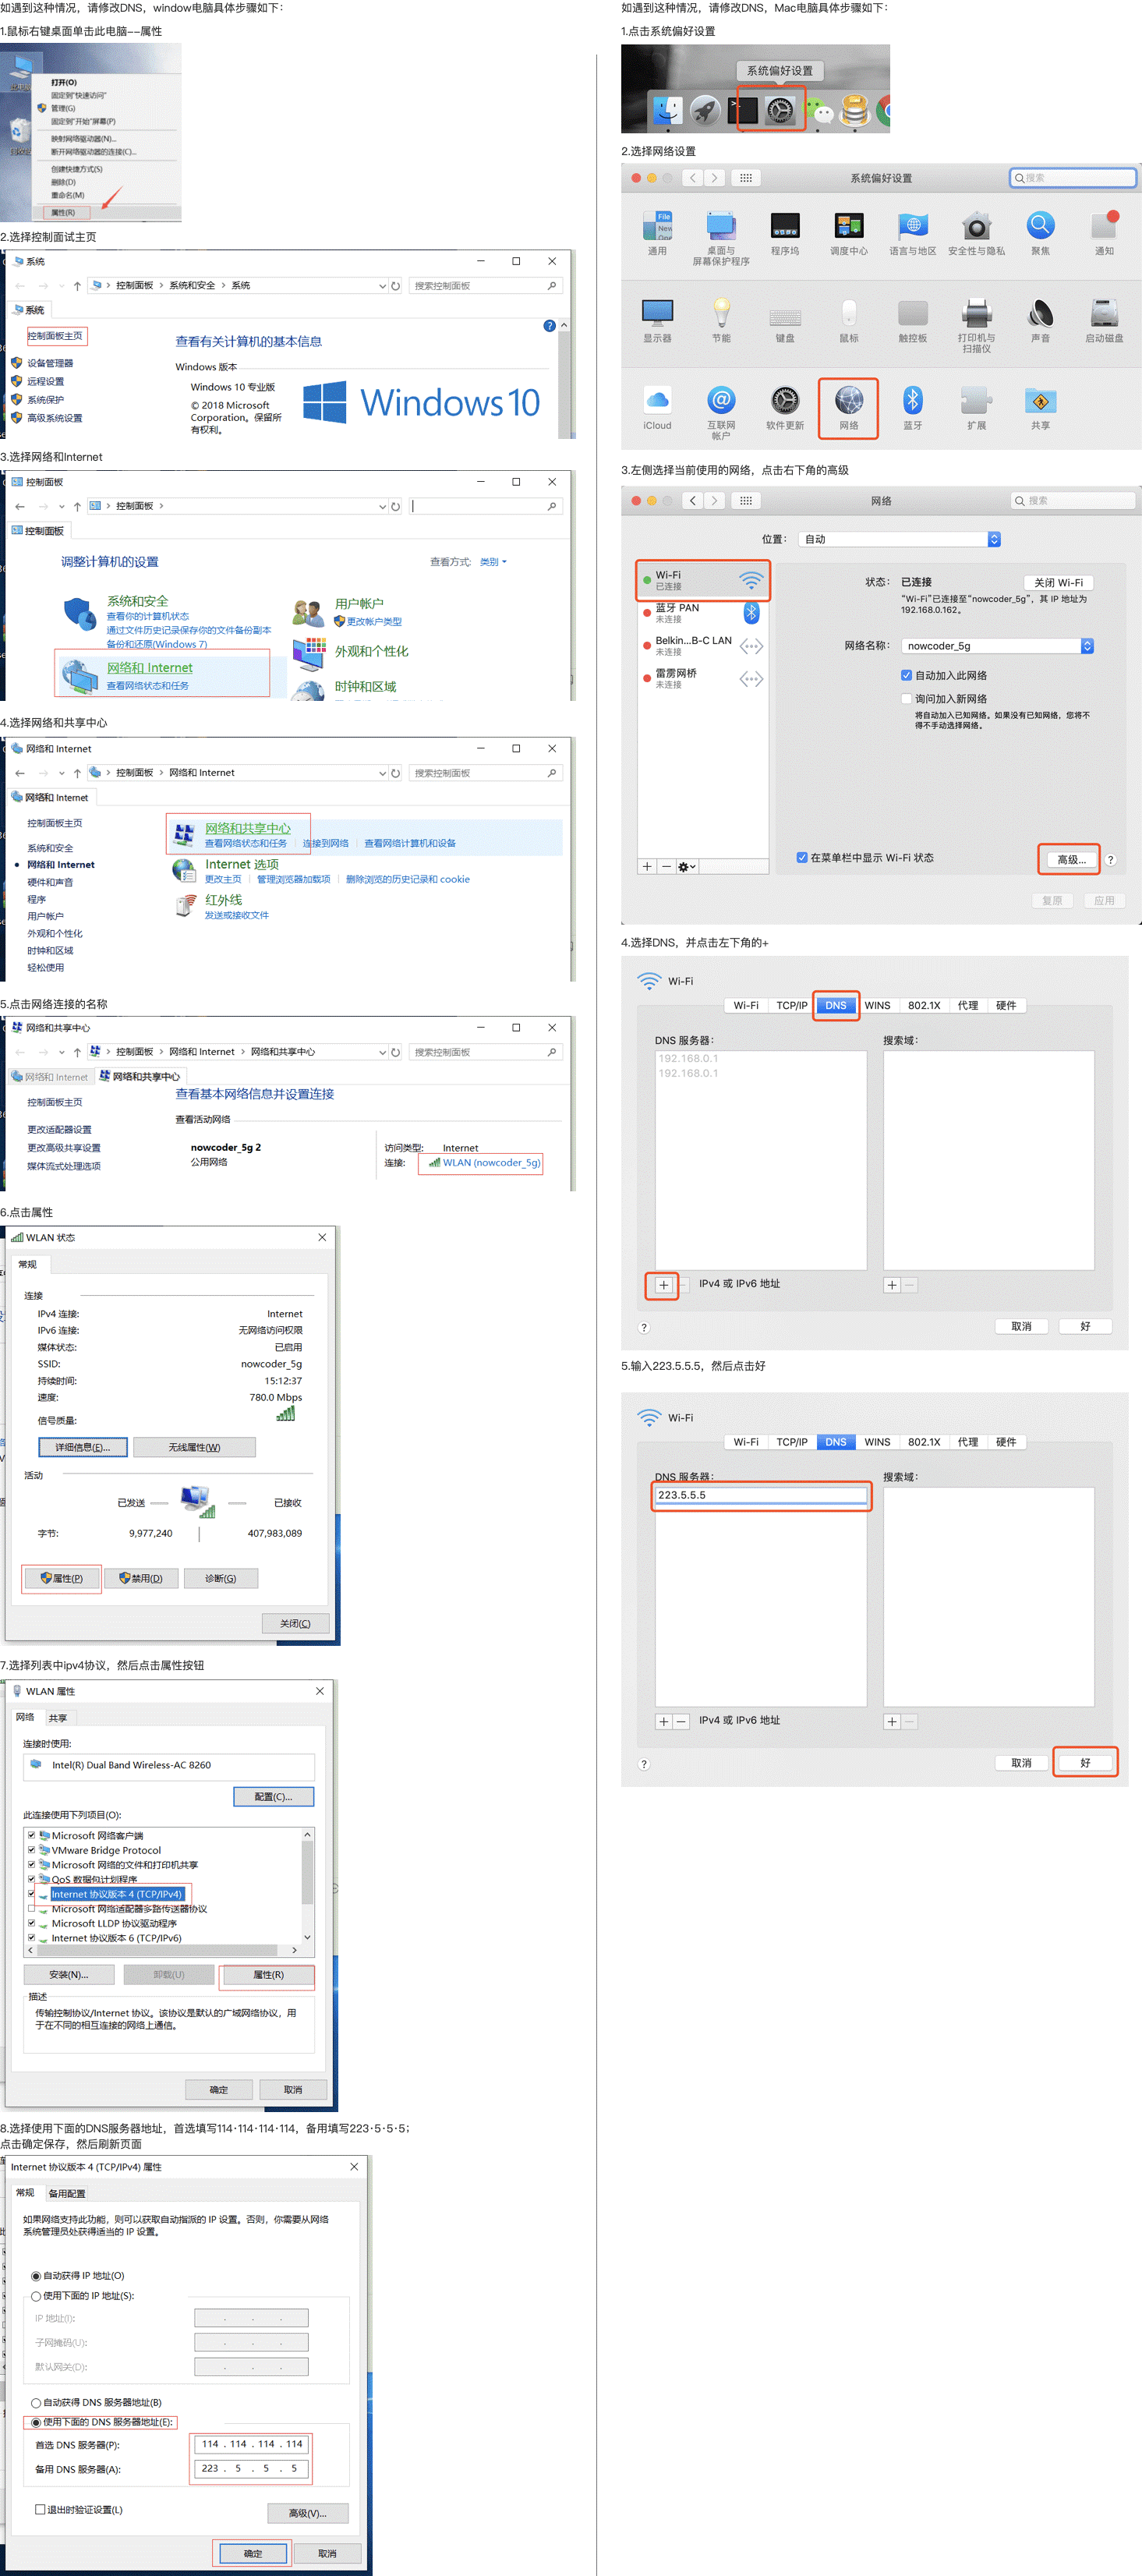 如遇到这种情况，请修改DNS，window电脑具体步骤如下：
1.鼠标右键桌面单击此电脑--属性
打开(O)
固定到"快速访问"
管理(G)
固定到"开始"屏幕(P)
映射网络驱动器(N)...
断开网络驱动器的连接(C)...
创建快捷方式(S)
删除(D)
重命名(M)
属性(R)
2.选择控制面试主页
系统
控制面板 › 系统和安全 › 系统
搜索控制面板
系统
控制面板主页
设备管理器
远程设置
系统保护
高级系统设置
查看有关计算机的基本信息
Windows 版本
Windows 10 专业版
© 2018 Microsoft
Corporation。保留所
有权利。
Windows 10
3.选择网络和Internet
控制面板
控制面板 ›
控制面板
调整计算机的设置
查看方式: 类别
系统和安全
查看你的计算机状态
通过文件历史记录保存你的文件备份副本
备份和还原(Windows 7)
网络和 Internet
查看网络状态和任务
用户帐户
更改帐户类型
外观和个性化
时钟和区域
4.选择网络和共享中心
网络和 Internet
控制面板 › 网络和 Internet
搜索控制面板
网络和 Internet
控制面板主页
系统和安全
网络和 Internet
硬件和声音
程序
用户帐户
外观和个性化
时钟和区域
轻松使用
网络和共享中心
查看网络状态和任务 | 连接到网络 | 查看网络计算机和设备
Internet 选项
更改主页 | 管理浏览器加载项 | 删除浏览的历史记录和 cookie
红外线
发送或接收文件
5.点击网络连接的名称
网络和共享中心
控制面板 › 网络和 Internet › 网络和共享中心
搜索控制面板
网络和 Internet
网络和共享中心
控制面板主页
更改适配器设置
更改高级共享设置
媒体流式处理选项
查看基本网络信息并设置连接
查看活动网络
nowcoder_5g 2
公用网络
访问类型: Internet
连接: WLAN (nowcoder_5g)
6.点击属性
WLAN 状态
常规
连接
IPv4 连接: Internet
IPv6 连接: 无网络访问权限
媒体状态: 已启用
SSID: nowcoder_5g
持续时间: 15:12:37
速度: 780.0 Mbps
信号质量:
详细信息(E)... 无线属性(W)
活动
已发送 已接收
字节: 9,977,240 407,983,089
属性(P) 禁用(D) 诊断(G)
关闭(C)
7.选择列表中ipv4协议，然后点击属性按钮
WLAN 属性
网络 共享
连接时使用:
Intel(R) Dual Band Wireless-AC 8260
配置(C)...
此连接使用下列项目(O):
Microsoft 网络客户端
VMware Bridge Protocol
Microsoft 网络的文件和打印机共享
QoS 数据包计划程序
Internet 协议版本 4 (TCP/IPv4)
Microsoft 网络适配器多路传送器协议
Microsoft LLDP 协议驱动程序
Internet 协议版本 6 (TCP/IPv6)
安装(N)... 卸载(U) 属性(R)
描述
传输控制协议/Internet 协议。该协议是默认的广域网络协议，用
于在不同的相互连接的网络上通信。
确定 取消
8.选择使用下面的DNS服务器地址，首选填写114·114·114·114，备用填写223·5·5·5；
点击确定保存，然后刷新页面
Internet 协议版本 4 (TCP/IPv4) 属性
常规 备用配置
如果网络支持此功能，则可以获取自动指派的 IP 设置。否则，你需要从网络
系统管理员处获得适当的 IP 设置。
自动获得 IP 地址(O)
使用下面的 IP 地址(S):
IP 地址(I):
子网掩码(U):
默认网关(D):
自动获得 DNS 服务器地址(B)
使用下面的 DNS 服务器地址(E):
首选 DNS 服务器(P): 114 . 114 . 114 . 114
备用 DNS 服务器(A): 223 . 5 . 5 . 5
退出时验证设置(L)
高级(V)...
确定 取消
如遇到这种情况，请修改DNS，Mac电脑具体步骤如下：
1.点击系统偏好设置
系统偏好设置
2.选择网络设置
系统偏好设置
搜索
File
New
通用
桌面与
屏幕保护程序
程序坞
调度中心
语言与地区
安全性与隐私
聚焦
通知
显示器
节能
键盘
鼠标
触控板
打印机与
扫描仪
声音
启动磁盘
iCloud
互联网
帐户
软件更新
网络
蓝牙
扩展
共享
3.左侧选择当前使用的网络，点击右下角的高级
网络
搜索
位置： 自动
Wi-Fi
已连接
蓝牙 PAN
未连接
Belkin...B-C LAN
未连接
雷雳网桥
未连接
状态： 已连接
关闭 Wi-Fi
“Wi-Fi”已连接至“nowcoder_5g”，其 IP 地址为
192.168.0.162。
网络名称： nowcoder_5g
自动加入此网络
询问加入新网络
将自动加入已知网络。如果没有已知网络，您将不
得不手动选择网络。
在菜单栏中显示 Wi-Fi 状态
高级... ?
复原 应用
4.选择DNS，并点击左下角的+
Wi-Fi
Wi-Fi TCP/IP DNS WINS 802.1X 代理 硬件
DNS 服务器： 搜索域：
192.168.0.1
192.168.0.1
+ IPv4 或 IPv6 地址 + −
? 取消 好
5.输入223.5.5.5，然后点击好
Wi-Fi
Wi-Fi TCP/IP DNS WINS 802.1X 代理 硬件
DNS 服务器： 搜索域：
223.5.5.5
+ − IPv4 或 IPv6 地址 + −
? 取消 好